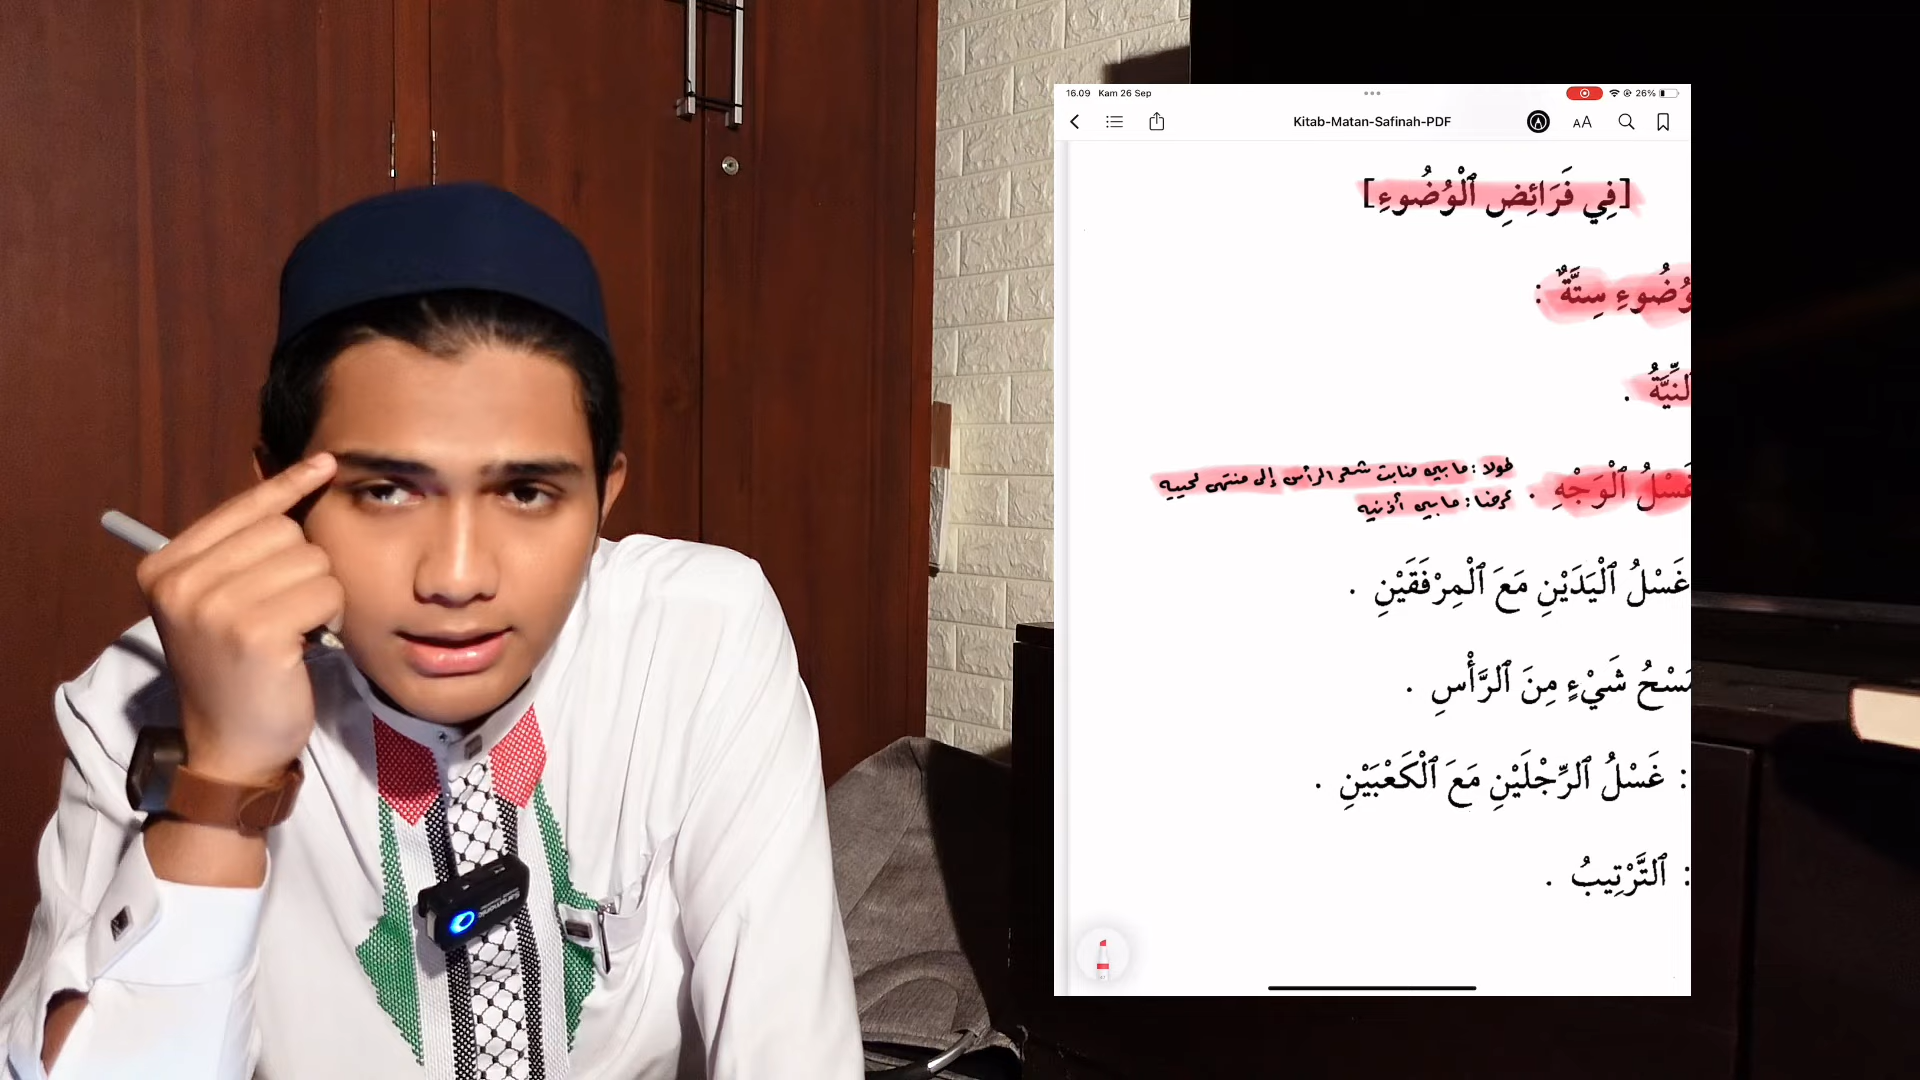 16.09 Kam 26 Sep
26%
Kitab-Matan-Safinah-PDF
AA
[فِي فَرَائِضِ ٱلْوُضُوءِ]
وُضُوءِ سِتَّةٌ :
ٱلنِّيَّةُ .
غَسْلُ ٱلْوَجْهِ .
طولا : ما بين منابت شعر الرأس إلى منتهى لحييه
عرضا : ما بين أذنيه
غَسْلُ ٱلْيَدَيْنِ مَعَ ٱلْمِرْفَقَيْنِ .
مَسْحُ شَيْءٍ مِنَ ٱلرَّأْسِ .
: غَسْلُ ٱلرِّجْلَيْنِ مَعَ ٱلْكَعْبَيْنِ .
: ٱلتَّرْتِيبُ .
Saramonic